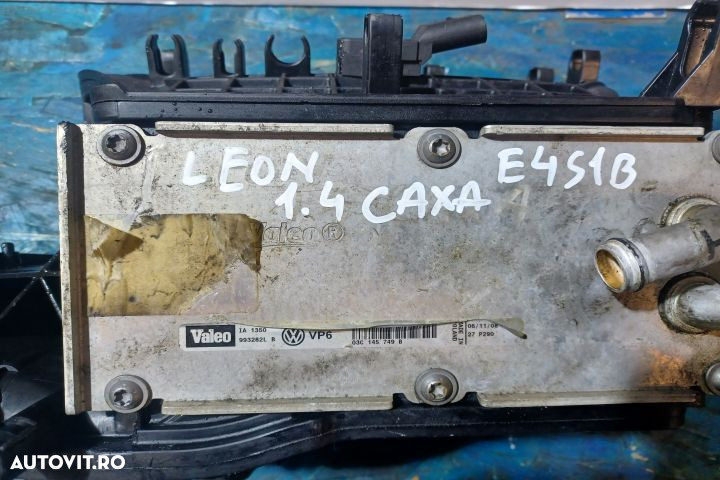 LEON E4S1B
1.4 CAXA
Valeo®
Valeo
IA 1350
993282L B
VP6
03C 145 749 B
06/11/08
27 P290
AUTOVIT.RO